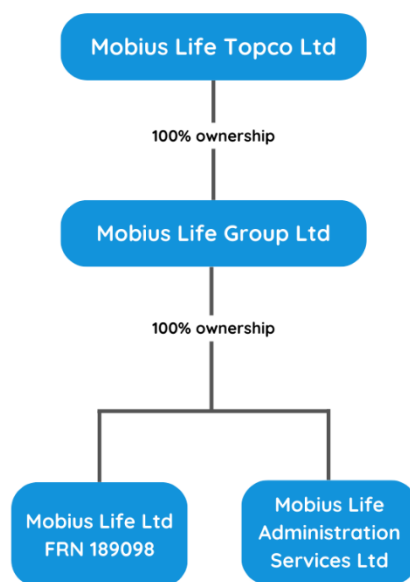 Mobius Life Topco Ltd
100% ownership
Mobius Life Group Ltd
100% ownership
Mobius Life Ltd
FRN 189098
Mobius Life
Administration
Services Ltd